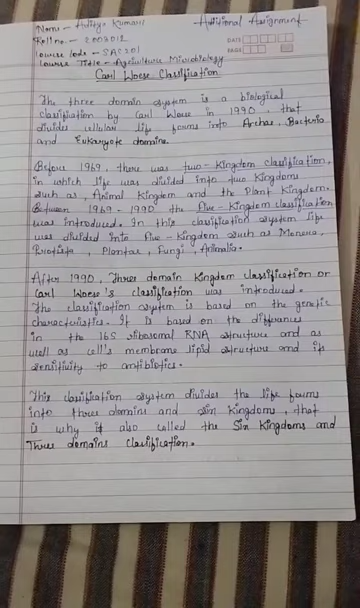 Name - Aditya Kumari
Additional Assignment
Roll no. - 2003012
DATE
Course code - SAC201
PAGE
Course Title - Agriculture Microbiology
Carl Woese Classification
The three domain system is a biological
classification by Carl Woese in 1990, that
divides cellular life forms into Archae, Bacteria
and Eukaryote domains.
Before 1969, there was two-Kingdom classification,
in which life was divided into two Kingdoms
such as, Animal Kingdom and the Plant Kingdom.
Between 1969-1990 the Five-Kingdom classification
was introduced. In this classification system life
was divided into Five-Kingdom such as Monera,
Protista, Plantae, Fungi, Animalia.
After 1990, Three domain Kingdom classification or
Carl Woese's classification was introduced.
The classification system is based on the genetic
characteristics. It is based on the differences
in the 16S ribosomal RNA structure and as
well as cell's membrane lipid structure and its
sensitivity to antibiotics.
This classification system divides the life forms
into three domains and six Kingdoms, that
is why it also called the Six Kingdoms and
Three domains Classification.